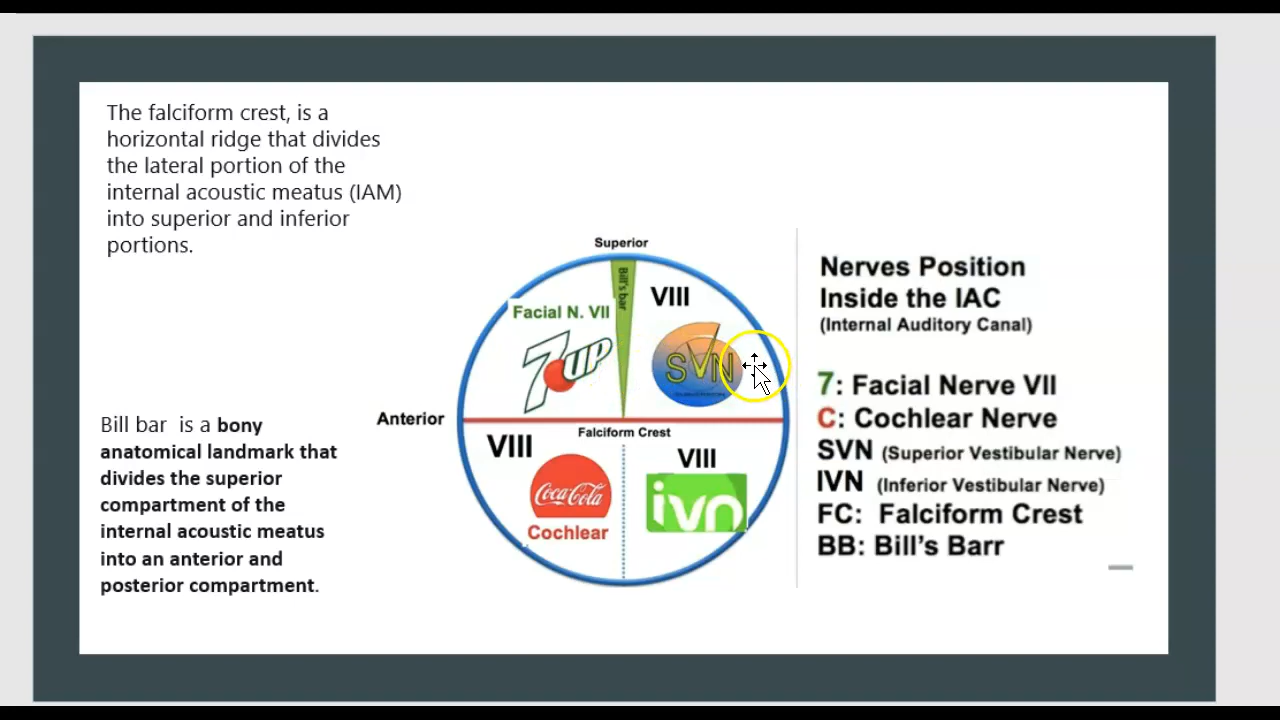 The falciform crest, is a
horizontal ridge that divides
the lateral portion of the
internal acoustic meatus (IAM)
into superior and inferior
portions.
Bill bar is a bony
anatomical landmark that
divides the superior
compartment of the
internal acoustic meatus
into an anterior and
posterior compartment.
Superior
Bill's bar
Facial N. VII
7UP
VIII
SVN
Anterior
Falciform Crest
VIII
Coca-Cola
Cochlear
VIII
ivn
Nerves Position
Inside the IAC
(Internal Auditory Canal)
7: Facial Nerve VII
C: Cochlear Nerve
SVN (Superior Vestibular Nerve)
IVN (Inferior Vestibular Nerve)
FC: Falciform Crest
BB: Bill's Barr